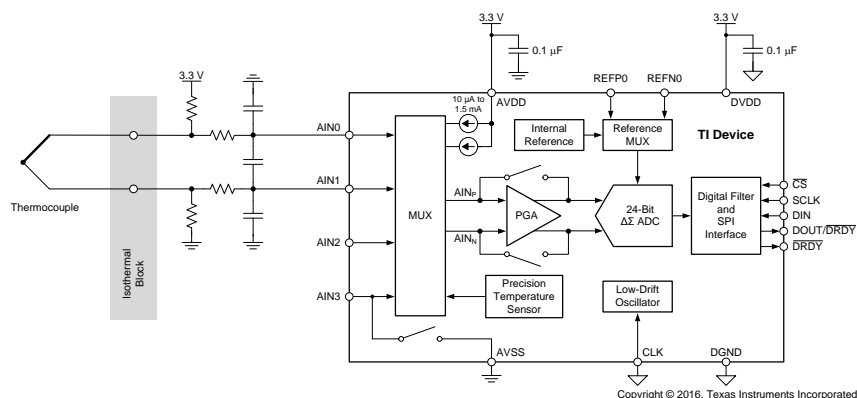 3.3 V
3.3 V
0.1 µF
0.1 µF
3.3 V
REFP0
REFN0
AVDD
DVDD
10 µA to
1.5 mA
TI Device
Internal
Reference
Reference
MUX
AIN0
AIN1
AIN2
AIN3
MUX
AINP
AINN
PGA
24-Bit
ΔΣ ADC
Digital Filter
and
SPI
Interface
CS
SCLK
DIN
DOUT/DRDY
DRDY
Thermocouple
Isothermal
Block
Precision
Temperature
Sensor
Low-Drift
Oscillator
AVSS
CLK
DGND
Copyright © 2016, Texas Instruments Incorporated